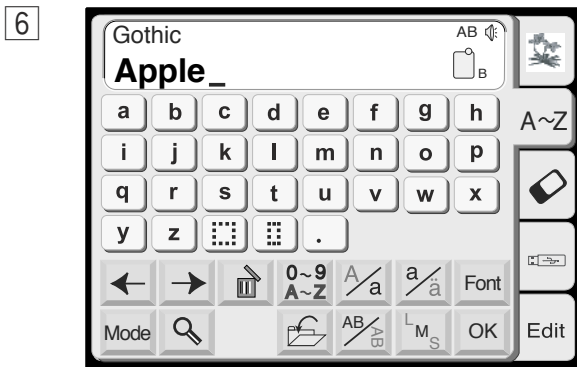 6
Gothic AB
Apple_ B
a b c d e f g h
A~Z
i j k l m n o p
q r s t u v w x
y z .
0~9 A/a a/ä Font
A~Z
Mode AB/AB L M S OK Edit